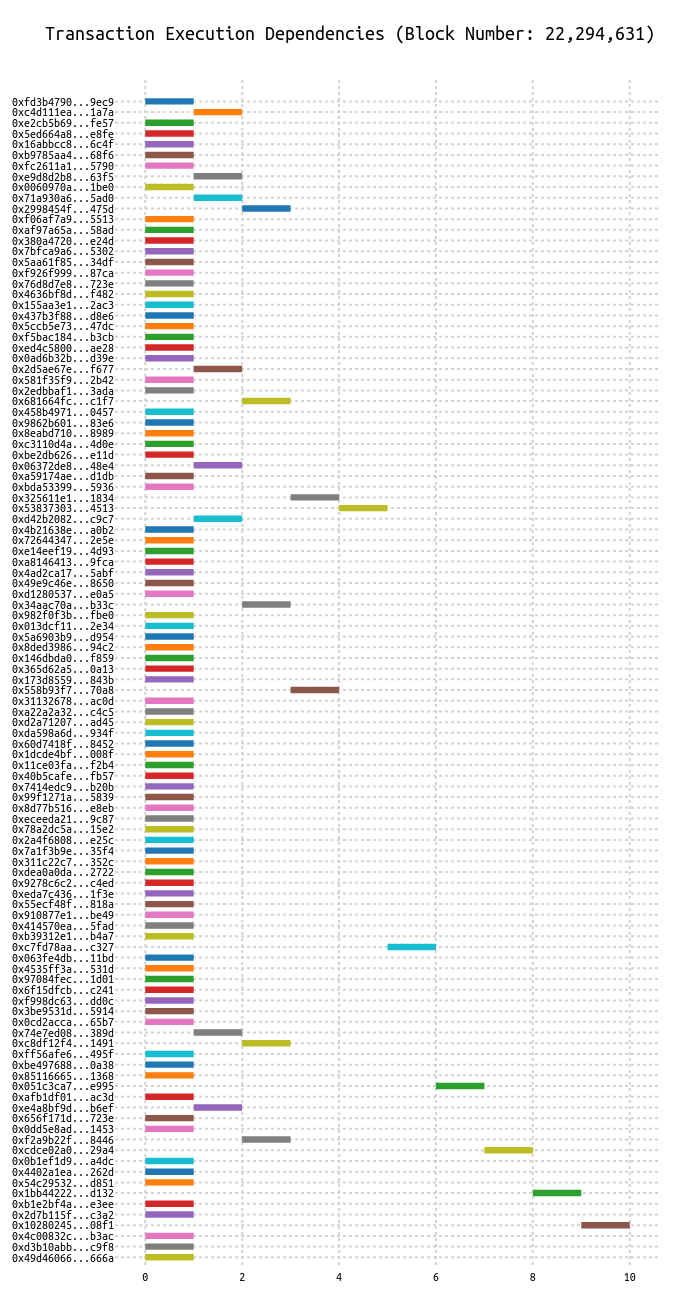 Transaction Execution Dependencies (Block Number: 22,294,631)
0xfd3b4790...9ec9
0xc4d111ea...1a7a
0xe2cb5b69...fe57
0x5ed664a8...e8fe
0x16abbcc8...6c4f
0xb9785aa4...68f6
0xfc2611a1...5790
0xe9d8d2b8...63f5
0x0060970a...1be0
0x71a930a6...5ad0
0x2998454f...475d
0xf06af7a9...5513
0xaf97a65a...58ad
0x380a4720...e24d
0x7bfca9a6...5302
0x5aa61f85...34df
0xf926f999...87ca
0x76d8d7e8...723e
0x4636bf8d...f482
0x155aa3e1...2ac3
0x437b3f88...d8e6
0x5ccb5e73...47dc
0xf5bac184...b3cb
0xed4c5800...ae28
0x0ad6b32b...d39e
0x2d5ae67e...f677
0x581f35f9...2b42
0x2edbbaf1...3ada
0x681664fc...c1f7
0x458b4971...0457
0x9862b601...83e6
0x8eabd710...8989
0xc3110d4a...4d0e
0xbe2db626...e11d
0x06372de8...48e4
0xa59174ae...d1db
0xbda53399...5936
0x325611e1...1834
0x53837303...4513
0xd42b2082...c9c7
0x4b21638e...a0b2
0x72644347...2e5e
0xe14eef19...4d93
0xa8146413...9fca
0x4ad2ca17...5abf
0x49e9c46e...8650
0xd1280537...e0a5
0x34aac70a...b33c
0x982f0f3b...fbe0
0x013dcf11...2e34
0x5a6903b9...d954
0x8ded3986...94c2
0x146dbda0...f859
0x365d62a5...0a13
0x173d8559...843b
0x558b93f7...70a8
0x31132678...ac0d
0xa22a2a32...c4c5
0xd2a71207...ad45
0xda598a6d...934f
0x60d7418f...8452
0x1dcde4bf...008f
0x11ce03fa...f2b4
0x40b5cafe...fb57
0x7414edc9...b20b
0x99f1271a...5839
0x8d77b516...e8eb
0xeceeda21...9c87
0x78a2dc5a...15e2
0x2a4f6808...e25c
0x7a1f3b9e...35f4
0x311c22c7...352c
0xdea0a0da...2722
0x9278c6c2...c4ed
0xeda7c436...1f3e
0x55ecf48f...818a
0x910877e1...be49
0x414570ea...5fad
0xb39312e1...b4a7
0xc7fd78aa...c327
0x063fe4db...11bd
0x4535ff3a...531d
0x97084fec...1d01
0x6f15dfcb...c241
0xf998dc63...dd0c
0x3be9531d...5914
0x0cd2acca...65b7
0x74e7ed08...389d
0xc8df12f4...1491
0xff56afe6...495f
0xbe497688...0a38
0x85116665...1368
0x051c3ca7...e995
0xafb1df01...ac3d
0xe4a8bf9d...b6ef
0x656f171d...723e
0x0dd5e8ad...1453
0xf2a9b22f...8446
0xcdce02a0...29a4
0x0b1ef1d9...a4dc
0x4402a1ea...262d
0x54c29532...d851
0x1bb44222...d132
0xb1e2bf4a...e3ee
0x2d7b115f...c3a2
0x10280245...08f1
0x4c00832c...b3ac
0xd3b10abb...c9f8
0x49d46066...666a
0 2 4 6 8 10